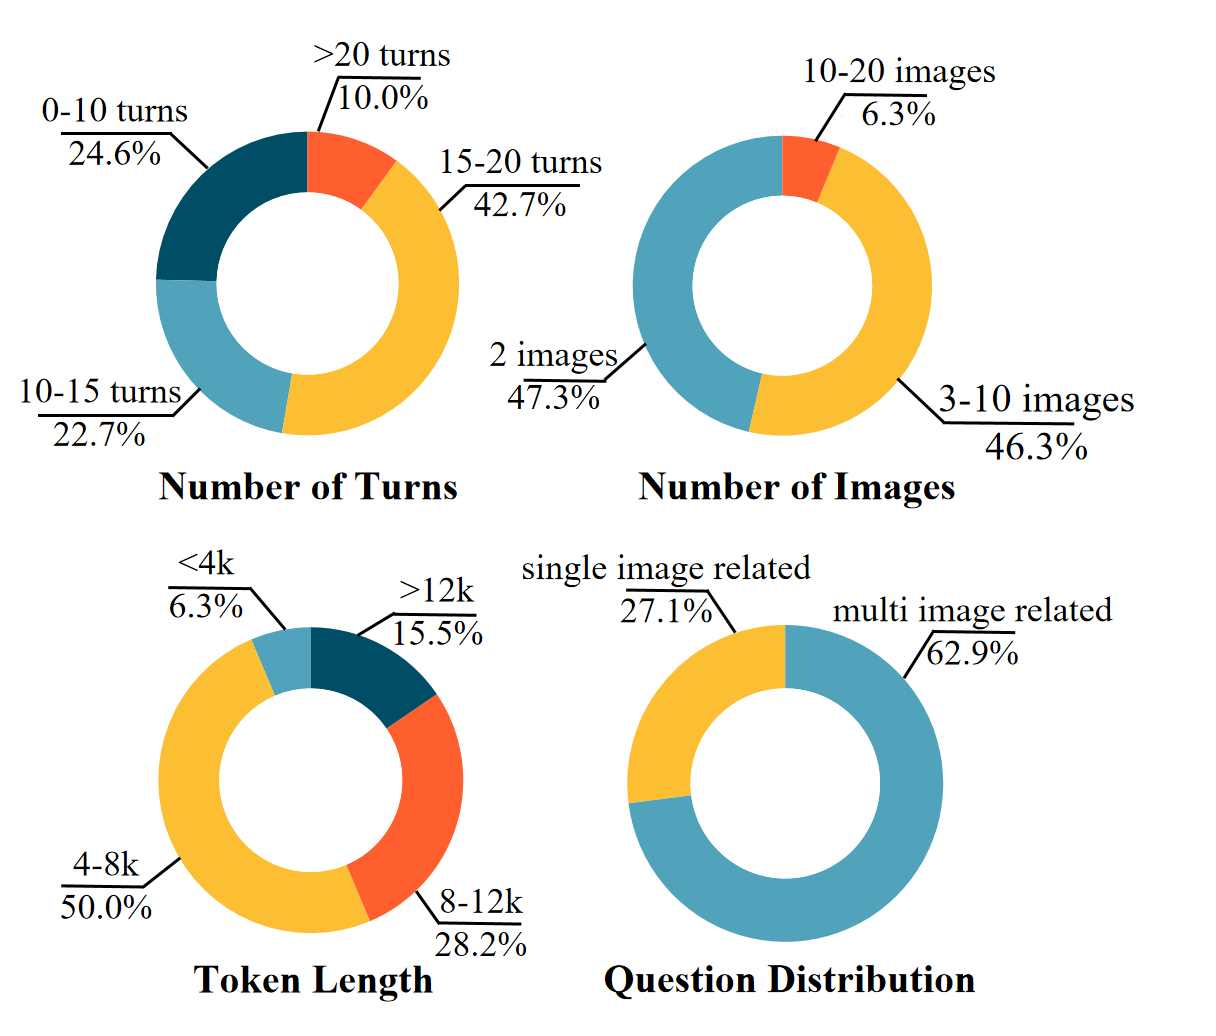 >20 turns
10.0%
0-10 turns
24.6%
15-20 turns
42.7%
10-15 turns
22.7%
Number of Turns
10-20 images
6.3%
2 images
47.3%
3-10 images
46.3%
Number of Images
<4k
6.3%
>12k
15.5%
4-8k
50.0%
8-12k
28.2%
Token Length
single image related
27.1%
multi image related
62.9%
Question Distribution